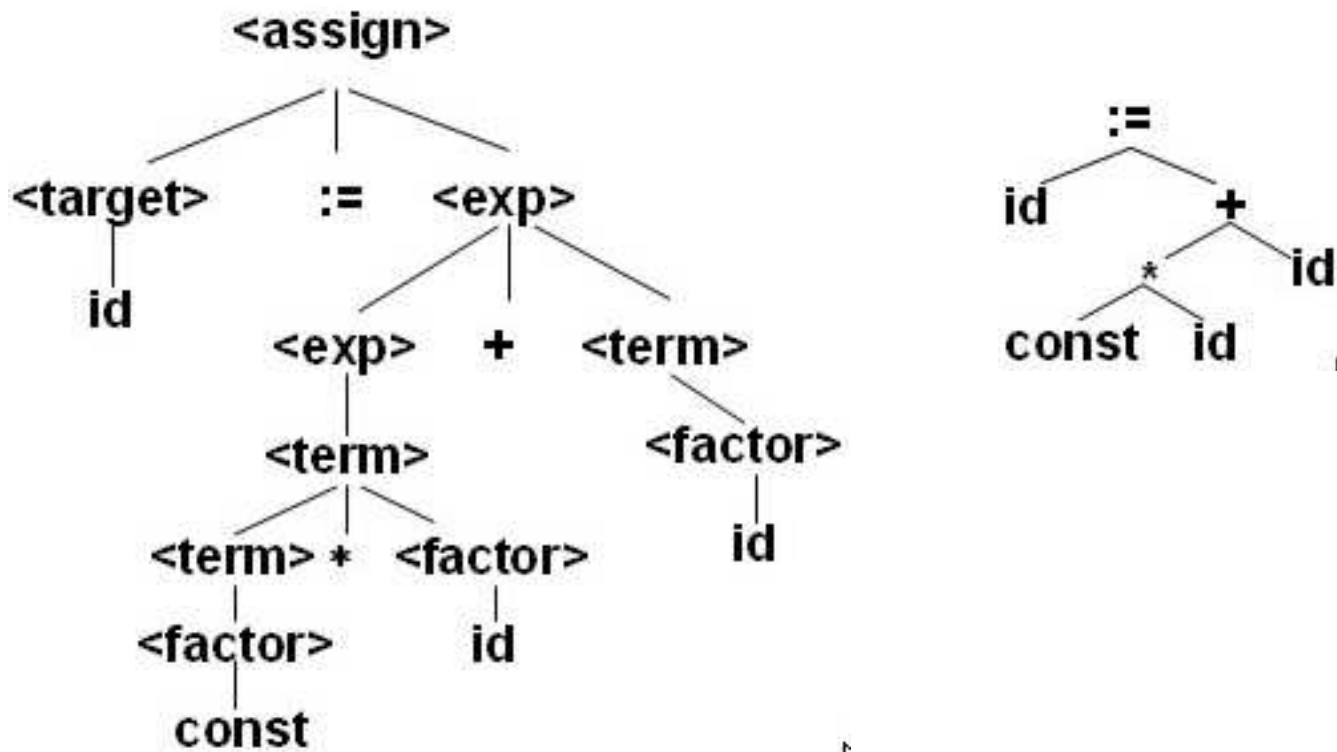 <assign>
:=
<target> := <exp>
id +
id
id
*
<exp> + <term>
const id
<term>
<factor>
<term> * <factor>
id
<factor>
id
const